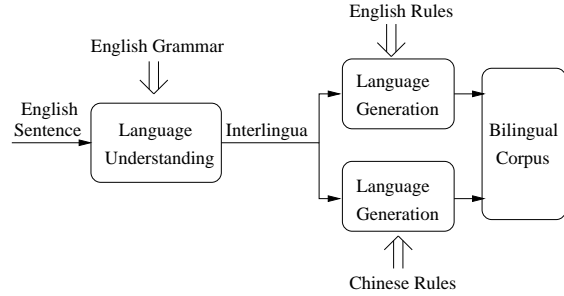 English Rules
English Grammar
English
Sentence
Language
Understanding
Interlingua
Language
Generation
Language
Generation
Bilingual
Corpus
Chinese Rules